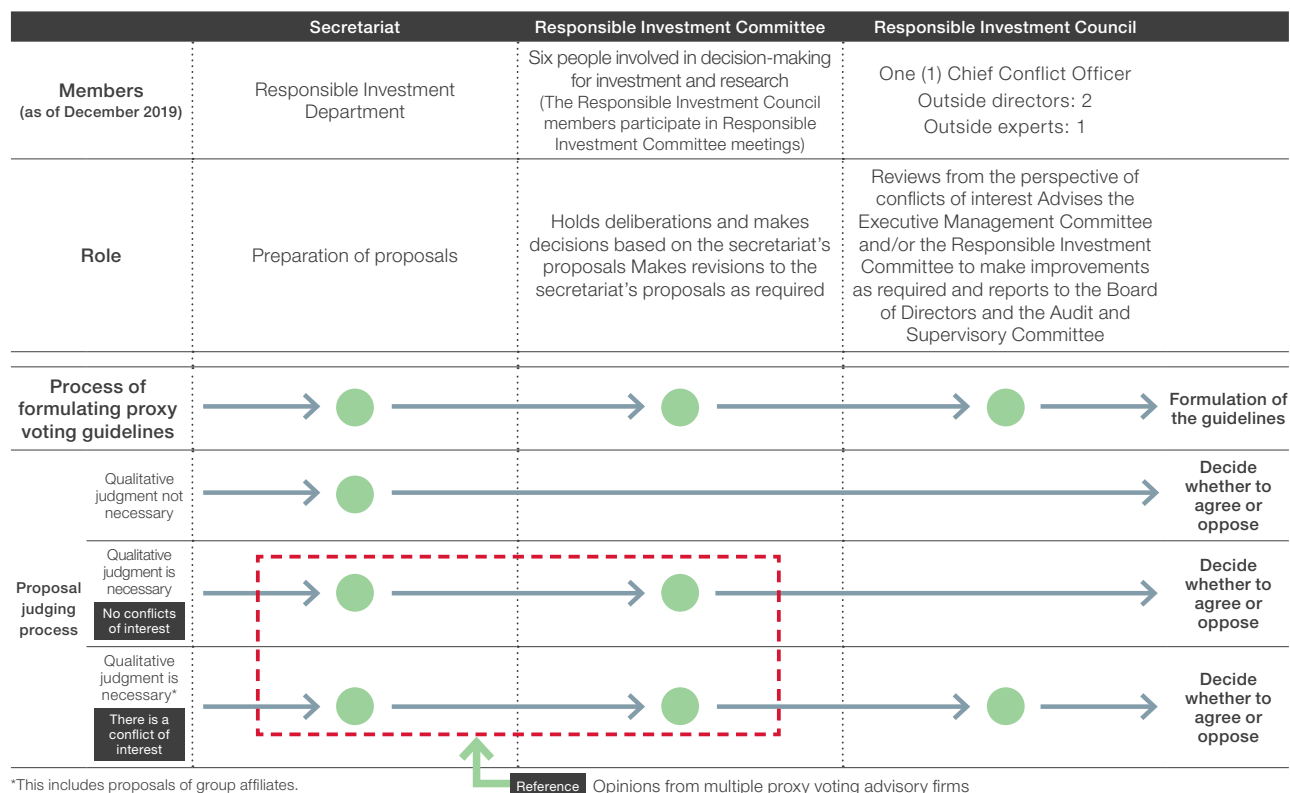 Secretariat
Responsible Investment Committee
Responsible Investment Council
Members
(as of December 2019)
Responsible Investment
Department
Six people involved in decision-making
for investment and research
(The Responsible Investment Council
members participate in Responsible
Investment Committee meetings)
One (1) Chief Conflict Officer
Outside directors: 2
Outside experts: 1
Role
Preparation of proposals
Holds deliberations and makes
decisions based on the secretariat's
proposals Makes revisions to the
secretariat's proposals as required
Reviews from the perspective of
conflicts of interest Advises the
Executive Management Committee
and/or the Responsible Investment
Committee to make improvements
as required and reports to the Board
of Directors and the Audit and
Supervisory Committee
Process of
formulating proxy
voting guidelines
Formulation of
the guidelines
Proposal
judging
process
Qualitative
judgment not
necessary
Decide
whether to
agree or
oppose
Qualitative
judgment is
necessary
No conflicts
of interest
Decide
whether to
agree or
oppose
Qualitative
judgment is
necessary*
There is a
conflict of
interest
Decide
whether to
agree or
oppose
*This includes proposals of group affiliates.
Reference Opinions from multiple proxy voting advisory firms